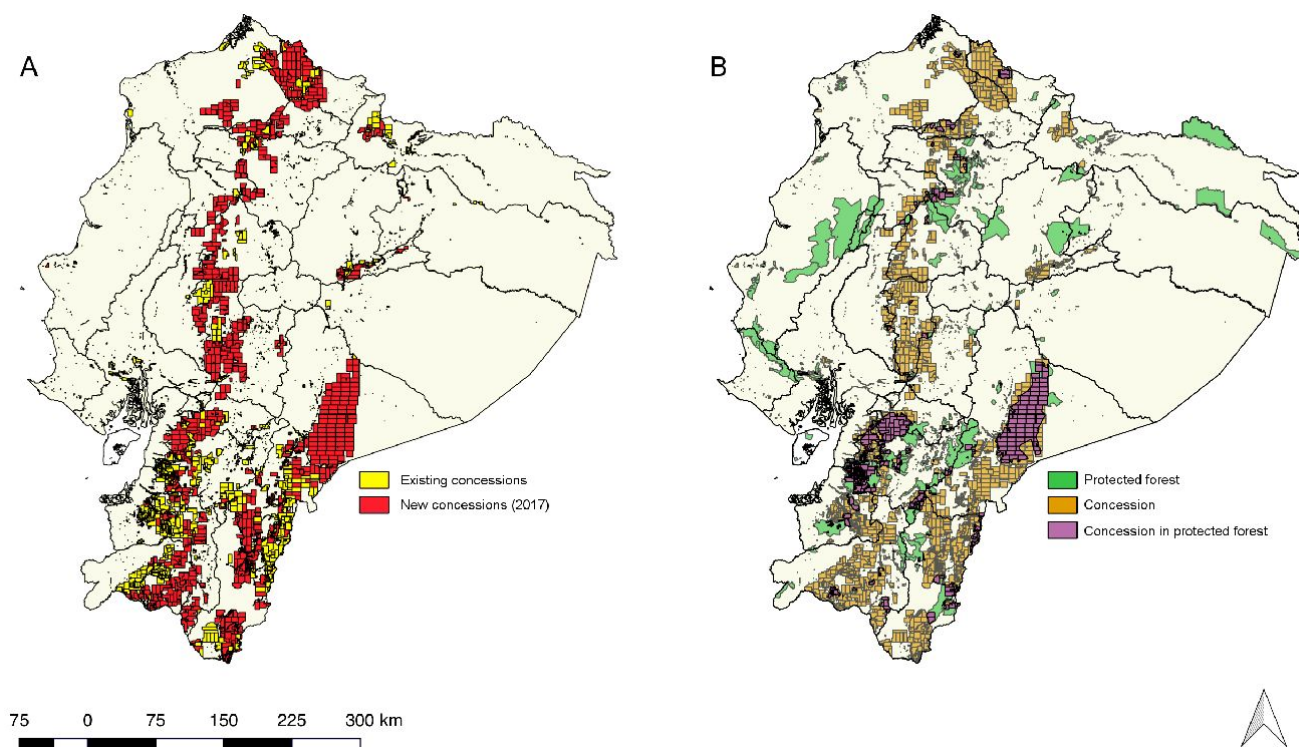 A
B
Existing concessions
New concessions (2017)
Protected forest
Concession
Concession in protected forest
75 0 75 150 225 300 km